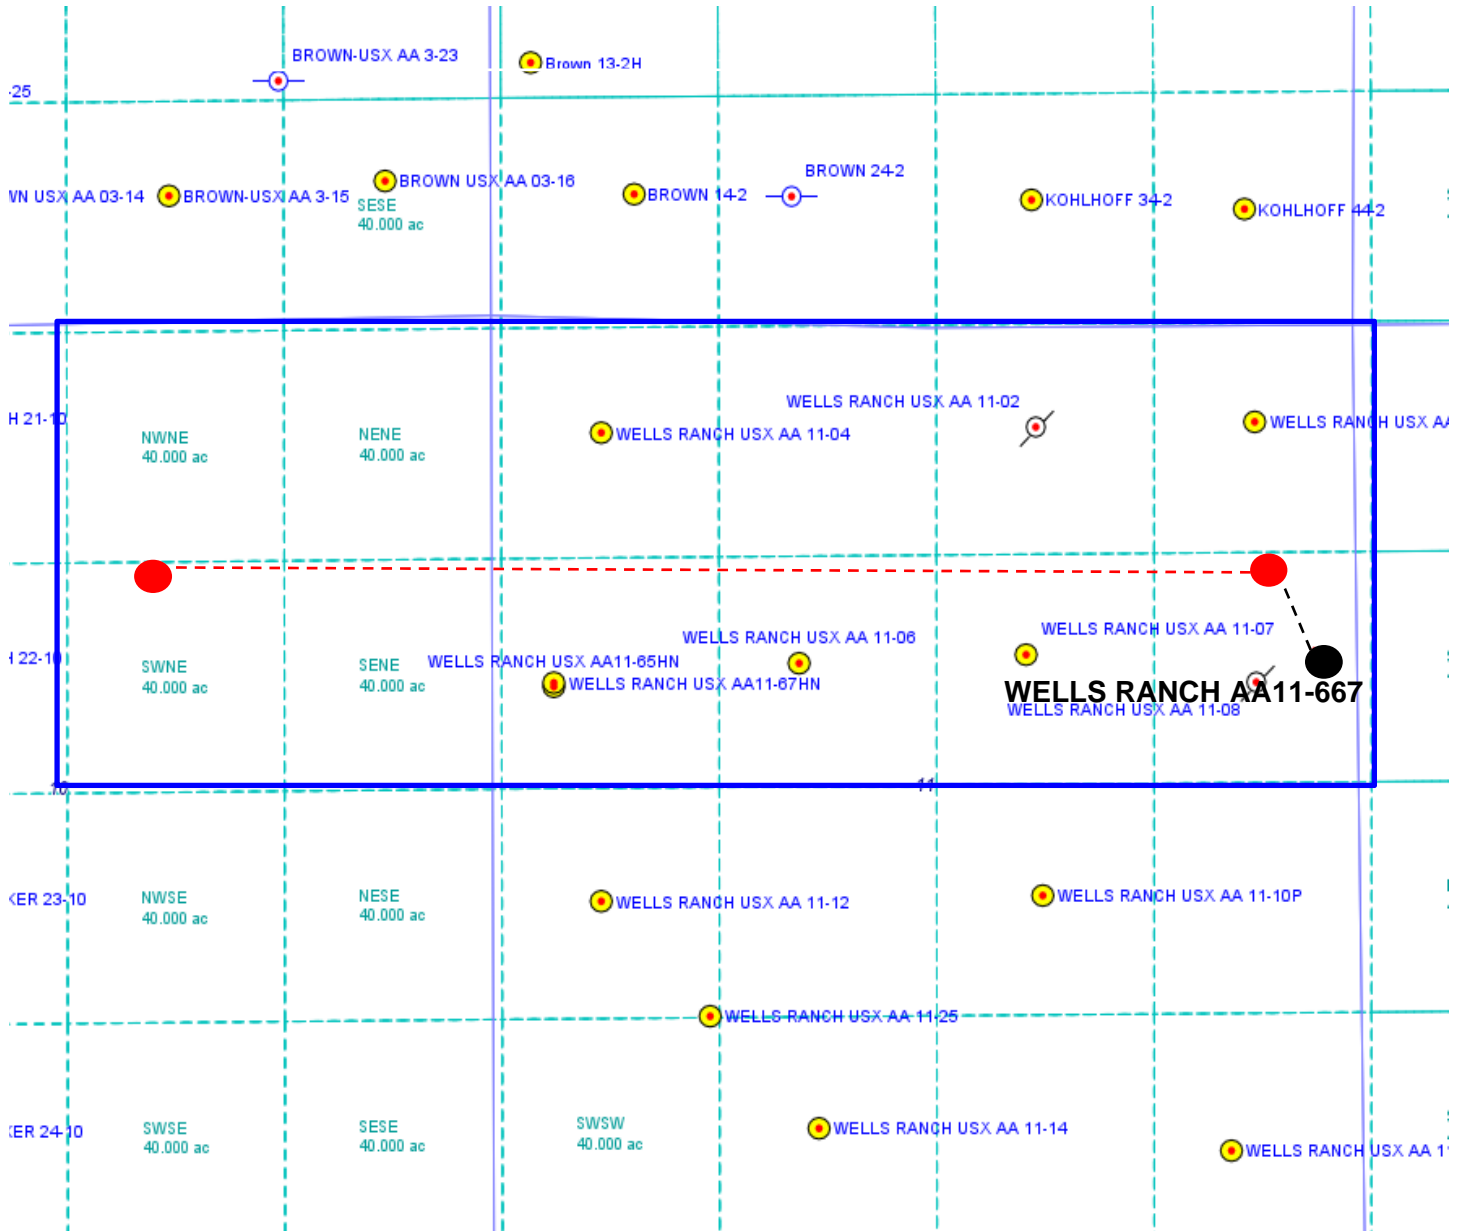 BROWN-USX AA 3-23
Brown 13-2H
-25
BROWN 24-2
WN USX AA 03-14
BROWN-USX AA 3-15
BROWN USX AA 03-16
BROWN 14-2
KOHLHOFF 34-2
KOHLHOFF 44-2
SESE
40.000 ac
WELLS RANCH USX AA 11-02
H 21-10
NWNE
40.000 ac
NENE
40.000 ac
WELLS RANCH USX AA 11-04
WELLS RANCH USX AA
WELLS RANCH USX AA 11-06
WELLS RANCH USX AA 11-07
H 22-10
SWNE
40.000 ac
SENE
40.000 ac
WELLS RANCH USX AA11-65HN
WELLS RANCH USX AA11-67HN
WELLS RANCH AA11-667
WELLS RANCH USX AA 11-08
10
11
KER 23-10
NWSE
40.000 ac
NESE
40.000 ac
WELLS RANCH USX AA 11-12
WELLS RANCH USX AA 11-10P
WELLS RANCH USX AA 11-25
KER 24-10
SWSE
40.000 ac
SESE
40.000 ac
SWSW
40.000 ac
WELLS RANCH USX AA 11-14
WELLS RANCH USX AA 1